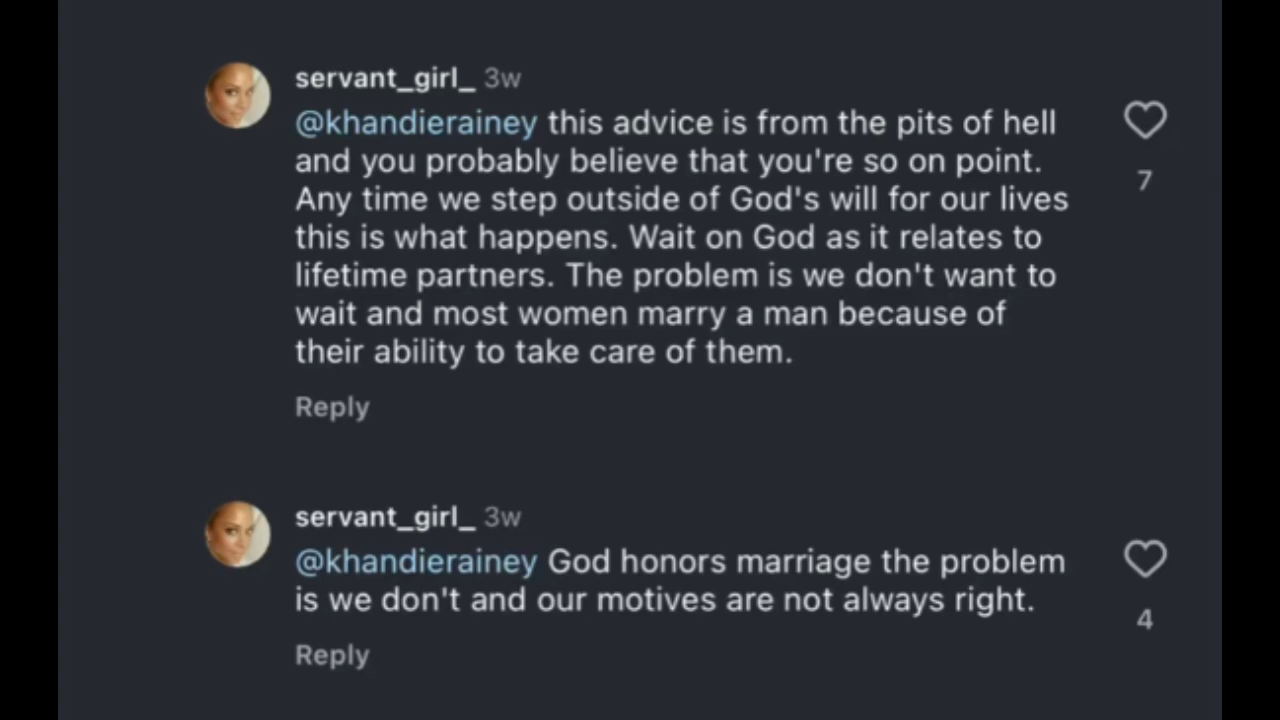 servant_girl_ 3w
@khandierainey this advice is from the pits of hell
and you probably believe that you're so on point.
Any time we step outside of God's will for our lives
this is what happens. Wait on God as it relates to
lifetime partners. The problem is we don't want to
wait and most women marry a man because of
their ability to take care of them.
7
Reply
servant_girl_ 3w
@khandierainey God honors marriage the problem
is we don't and our motives are not always right.
4
Reply